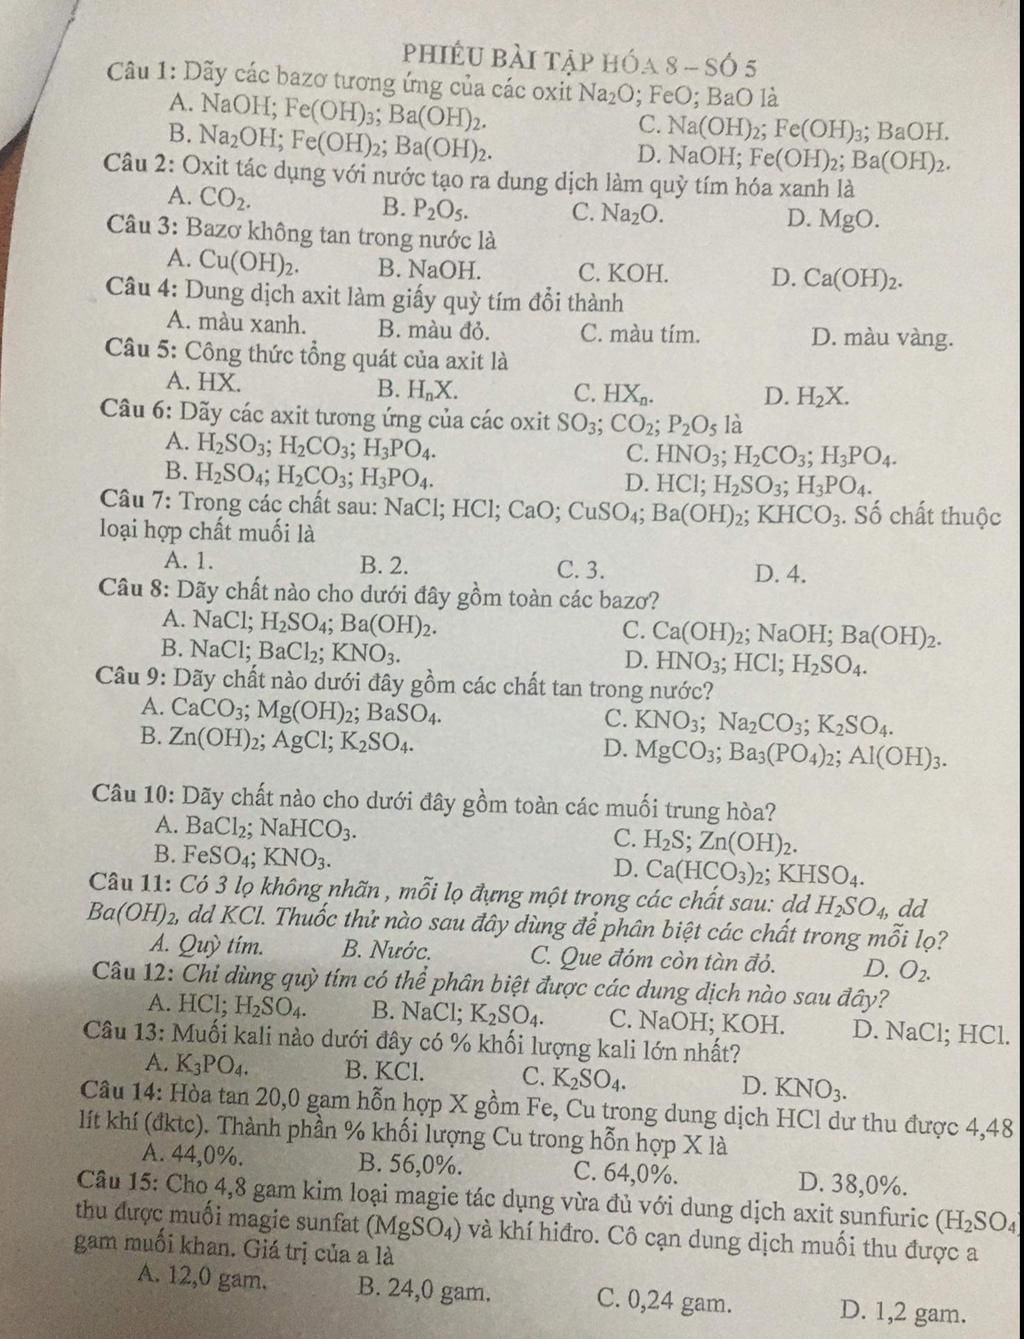 PHIẾU BÀI TẬP HÓA 8 – SỐ 5
Câu 1: Dãy các bazơ tương ứng của các oxit Na₂O; FeO; BaO là
A. NaOH; Fe(OH)₃; Ba(OH)₂.
C. Na(OH)₂; Fe(OH)₃; BaOH.
B. Na₂OH; Fe(OH)₂; Ba(OH)₂.
D. NaOH; Fe(OH)₂; Ba(OH)₂.
Câu 2: Oxit tác dụng với nước tạo ra dung dịch làm quỳ tím hóa xanh là
A. CO₂. B. P₂O₅. C. Na₂O. D. MgO.
Câu 3: Bazơ không tan trong nước là
A. Cu(OH)₂. B. NaOH. C. KOH. D. Ca(OH)₂.
Câu 4: Dung dịch axit làm giấy quỳ tím đổi thành
A. màu xanh. B. màu đỏ. C. màu tím. D. màu vàng.
Câu 5: Công thức tổng quát của axit là
A. HX. B. HₙX. C. HXₙ. D. H₂X.
Câu 6: Dãy các axit tương ứng của các oxit SO₃; CO₂; P₂O₅ là
A. H₂SO₃; H₂CO₃; H₃PO₄.
C. HNO₃; H₂CO₃; H₃PO₄.
B. H₂SO₄; H₂CO₃; H₃PO₄.
D. HCl; H₂SO₃; H₃PO₄.
Câu 7: Trong các chất sau: NaCl; HCl; CaO; CuSO₄; Ba(OH)₂; KHCO₃. Số chất thuộc
loại hợp chất muối là
A. 1. B. 2. C. 3. D. 4.
Câu 8: Dãy chất nào cho dưới đây gồm toàn các bazơ?
A. NaCl; H₂SO₄; Ba(OH)₂.
C. Ca(OH)₂; NaOH; Ba(OH)₂.
B. NaCl; BaCl₂; KNO₃.
D. HNO₃; HCl; H₂SO₄.
Câu 9: Dãy chất nào dưới đây gồm các chất tan trong nước?
A. CaCO₃; Mg(OH)₂; BaSO₄.
C. KNO₃; Na₂CO₃; K₂SO₄.
B. Zn(OH)₂; AgCl; K₂SO₄.
D. MgCO₃; Ba₃(PO₄)₂; Al(OH)₃.
Câu 10: Dãy chất nào cho dưới đây gồm toàn các muối trung hòa?
A. BaCl₂; NaHCO₃.
C. H₂S; Zn(OH)₂.
B. FeSO₄; KNO₃.
D. Ca(HCO₃)₂; KHSO₄.
Câu 11: Có 3 lọ không nhãn , mỗi lọ đựng một trong các chất sau: dd H₂SO₄, dd
Ba(OH)₂, dd KCl. Thuốc thử nào sau đây dùng để phân biệt các chất trong mỗi lọ?
A. Quỳ tím. B. Nước. C. Que đóm còn tàn đỏ. D. O₂.
Câu 12: Chỉ dùng quỳ tím có thể phân biệt được các dung dịch nào sau đây?
A. HCl; H₂SO₄. B. NaCl; K₂SO₄. C. NaOH; KOH. D. NaCl; HCl.
Câu 13: Muối kali nào dưới đây có % khối lượng kali lớn nhất?
A. K₃PO₄. B. KCl. C. K₂SO₄. D. KNO₃.
Câu 14: Hòa tan 20,0 gam hỗn hợp X gồm Fe, Cu trong dung dịch HCl dư thu được 4,48
lít khí (đktc). Thành phần % khối lượng Cu trong hỗn hợp X là
A. 44,0%. B. 56,0%. C. 64,0%. D. 38,0%.
Câu 15: Cho 4,8 gam kim loại magie tác dụng vừa đủ với dung dịch axit sunfuric (H₂SO₄
thu được muối magie sunfat (MgSO₄) và khí hiđro. Cô cạn dung dịch muối thu được a
gam muối khan. Giá trị của a là
A. 12,0 gam. B. 24,0 gam. C. 0,24 gam. D. 1,2 gam.